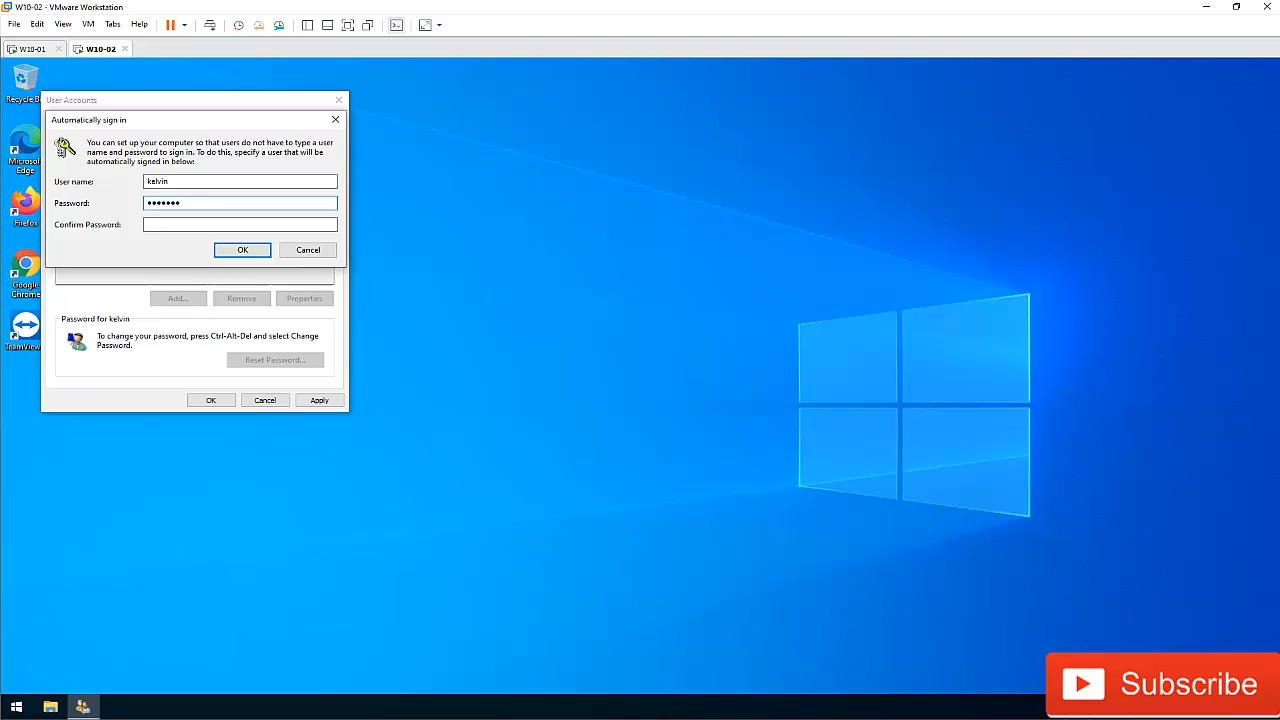 W10-02 - VMware Workstation
File Edit View VM Tabs Help
W10-01
W10-02
Recycle Bi
Microsoft
Edge
Firefox
Google
Chrome
TeamView
User Accounts
Automatically sign in
You can set up your computer so that users do not have to type a user
name and password to sign in. To do this, specify a user that will be
automatically signed in below:
User name: kelvin
Password: •••••••
Confirm Password:
OK Cancel
Add... Remove Properties
Password for kelvin
To change your password, press Ctrl-Alt-Del and select Change
Password.
Reset Password...
OK Cancel Apply
Subscribe